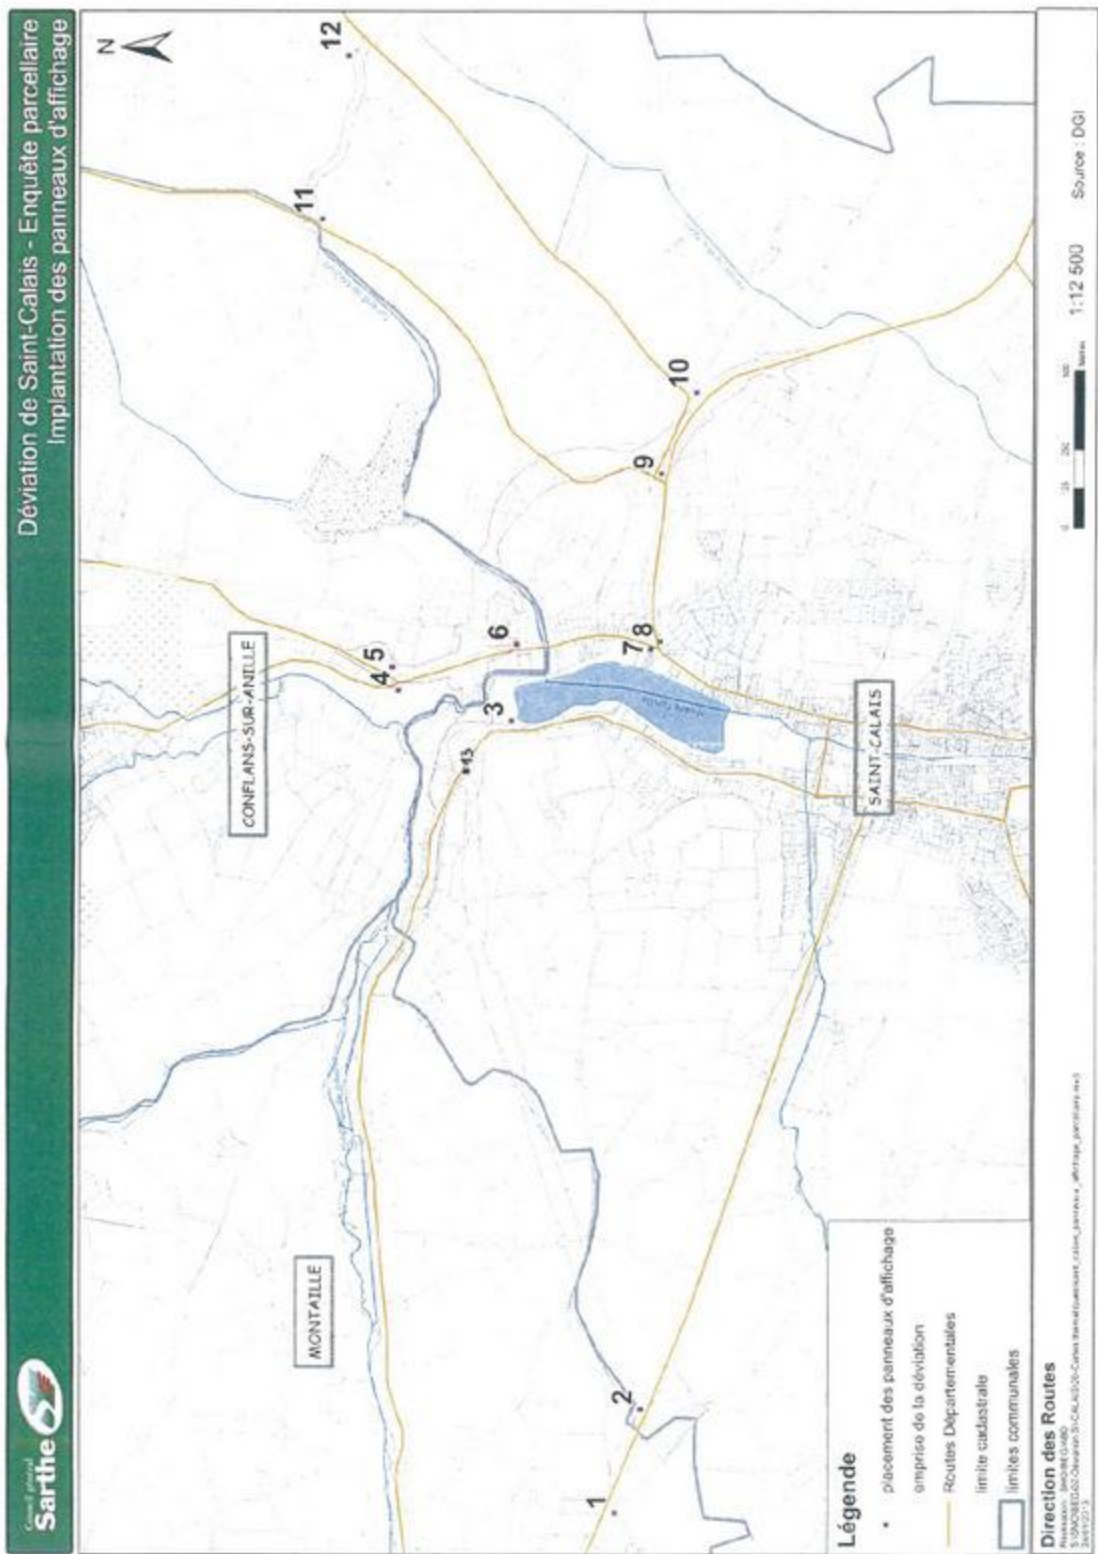 Conseil général
Sarthe
Déviation de Saint-Calais - Enquête parcellaire
Implantation des panneaux d'affichage
N
12
11
10
9
8
7
6
5
4
3
13
2
1
CONFLANS-SUR-ANILLE
MONTAILLE
SAINT-CALAIS
Légende
placement des panneaux d'affichage
emprise de la déviation
Routes Départementales
limite cadastrale
limites communales
Direction des Routes
1:12 500
Source : DGI